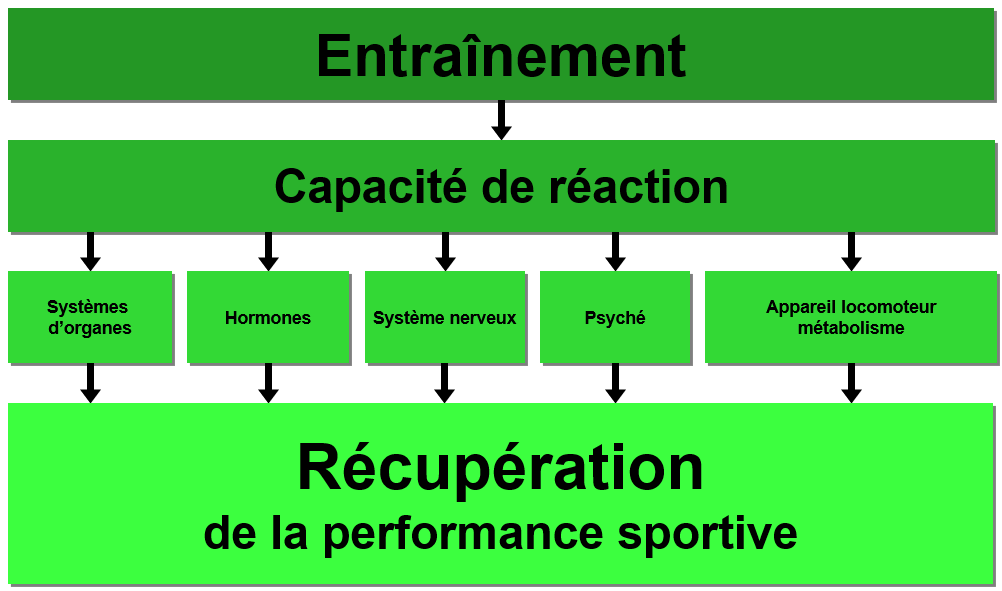 Entraînement
Capacité de réaction
Systèmes
d’organes
Hormones
Système nerveux
Psyché
Appareil locomoteur
métabolisme
Récupération
de la performance sportive